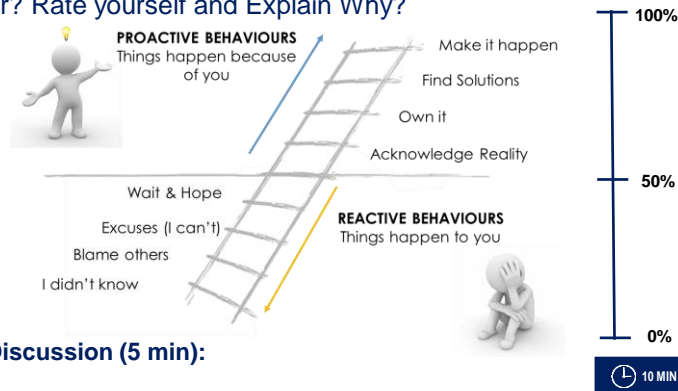 r? Rate yourself and Explain Why?
100%
PROACTIVE BEHAVIOURS
Things happen because
of you
Make it happen
Find Solutions
Own it
Acknowledge Reality
50%
Wait & Hope
Excuses (I can't)
Blame others
I didn't know
REACTIVE BEHAVIOURS
Things happen to you
0%
Discussion (5 min):
10 MIN